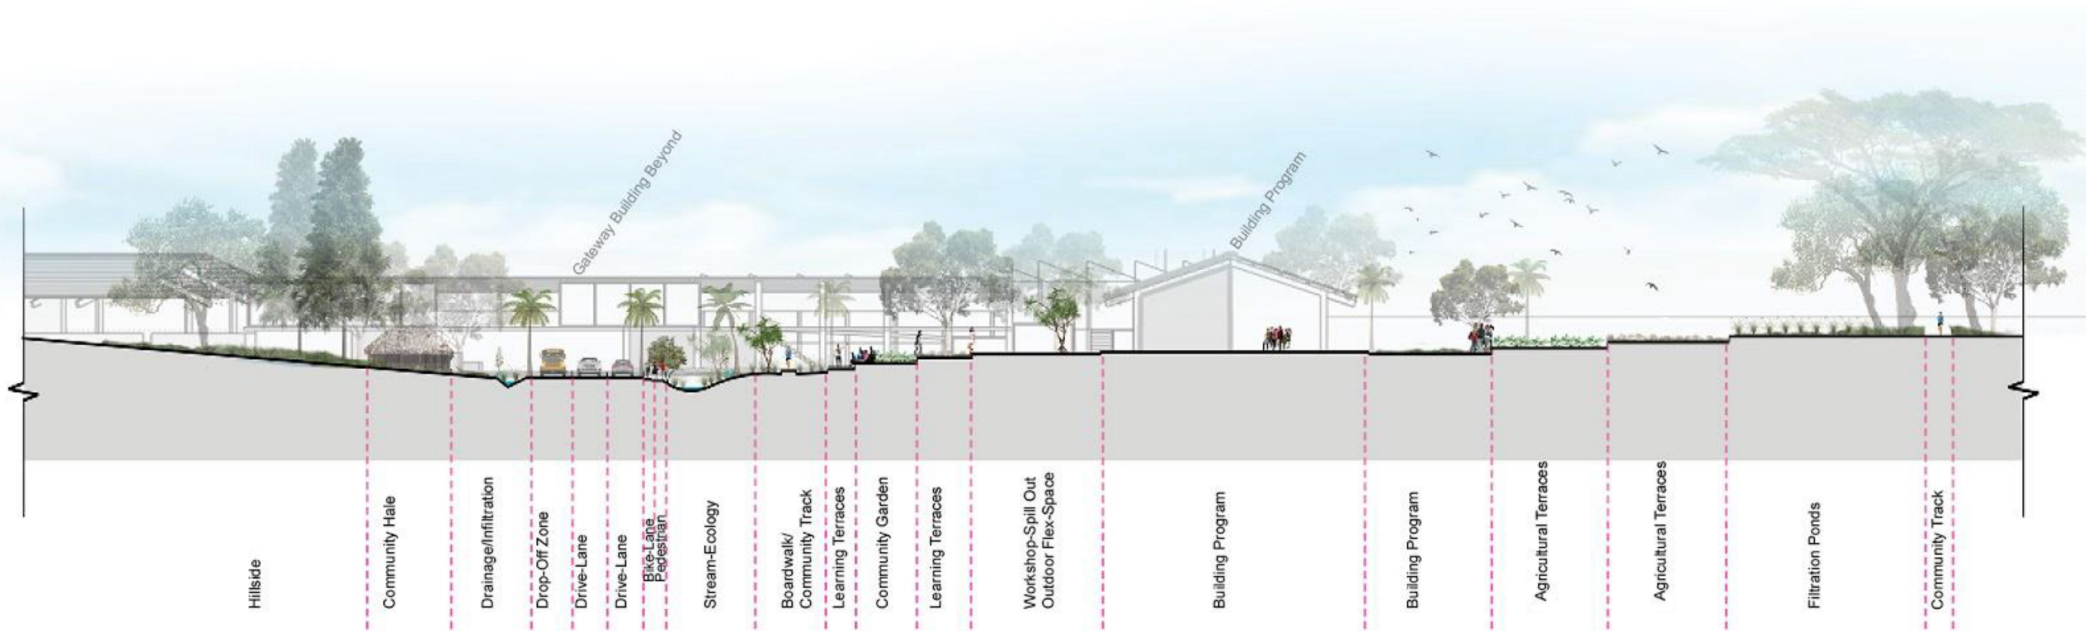 Gateway Building Beyond
Building Program
Hillside
Community Hale
Drainage/Infiltration
Drop-Off Zone
Drive-Lane
Drive-Lane
Bike-Lane
Pedestrian
Stream-Ecology
Boardwalk/
Community Track
Learning Terraces
Community Garden
Learning Terraces
Workshop-Spill Out
Outdoor Flex-Space
Building Program
Building Program
Agricultural Terraces
Agricultural Terraces
Filtration Ponds
Community Track